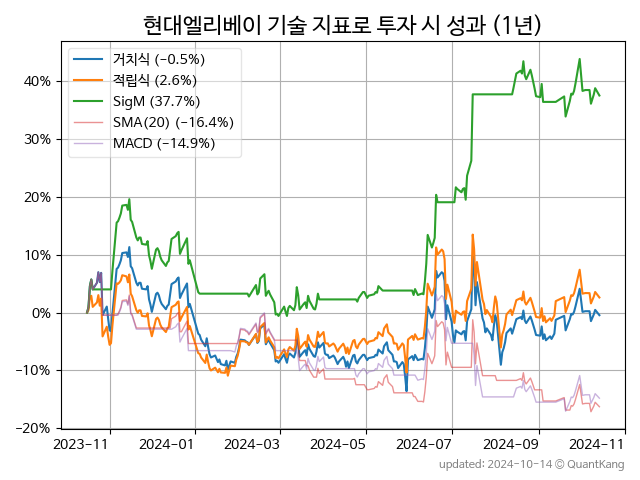 현대엘리베이 기술 지표로 투자 시 성과 (1년)
거치식 (−0.5%)
적립식 (2.6%)
SigM (37.7%)
SMA(20) (−16.4%)
MACD (−14.9%)
40%
30%
20%
10%
0%
−10%
−20%
2023−11 2024−01 2024−03 2024−05 2024−07 2024−09 2024−11
updated: 2024-10-14 © QuantKang